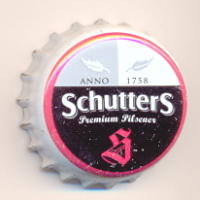 ANNO 1758
SchutterS
Premium Pilsener
S